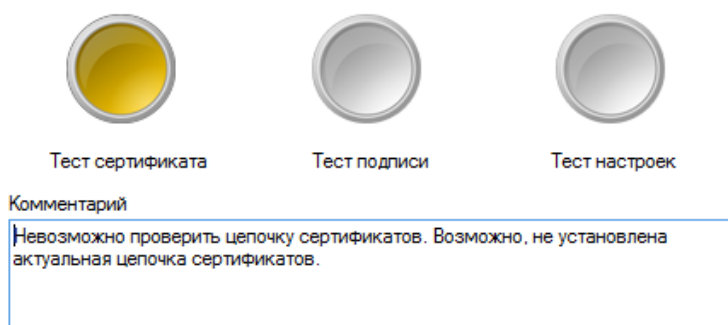 Тест сертификата Тест подписи Тест настроек
Комментарий
Невозможно проверить цепочку сертификатов. Возможно, не установлена
актуальная цепочка сертификатов.